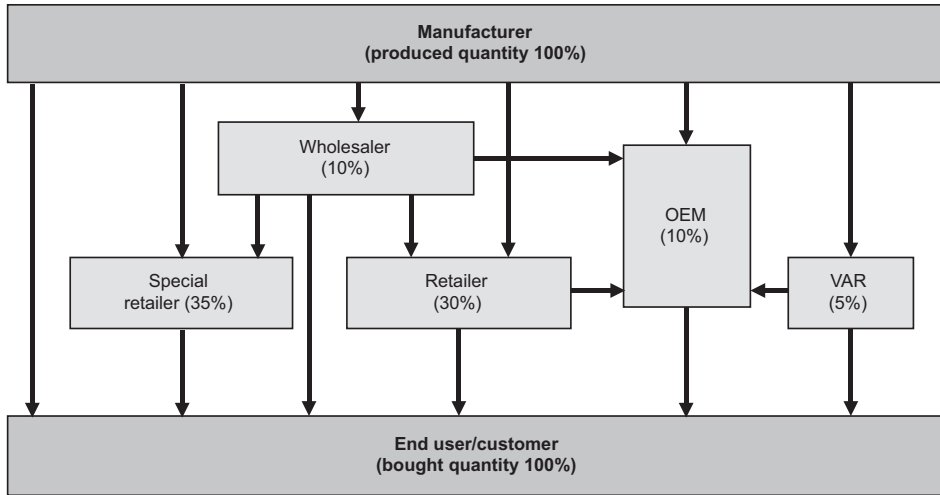 Manufacturer
(produced quantity 100%)
Wholesaler
(10%)
OEM
(10%)
Special
retailer (35%)
Retailer
(30%)
VAR
(5%)
End user/customer
(bought quantity 100%)